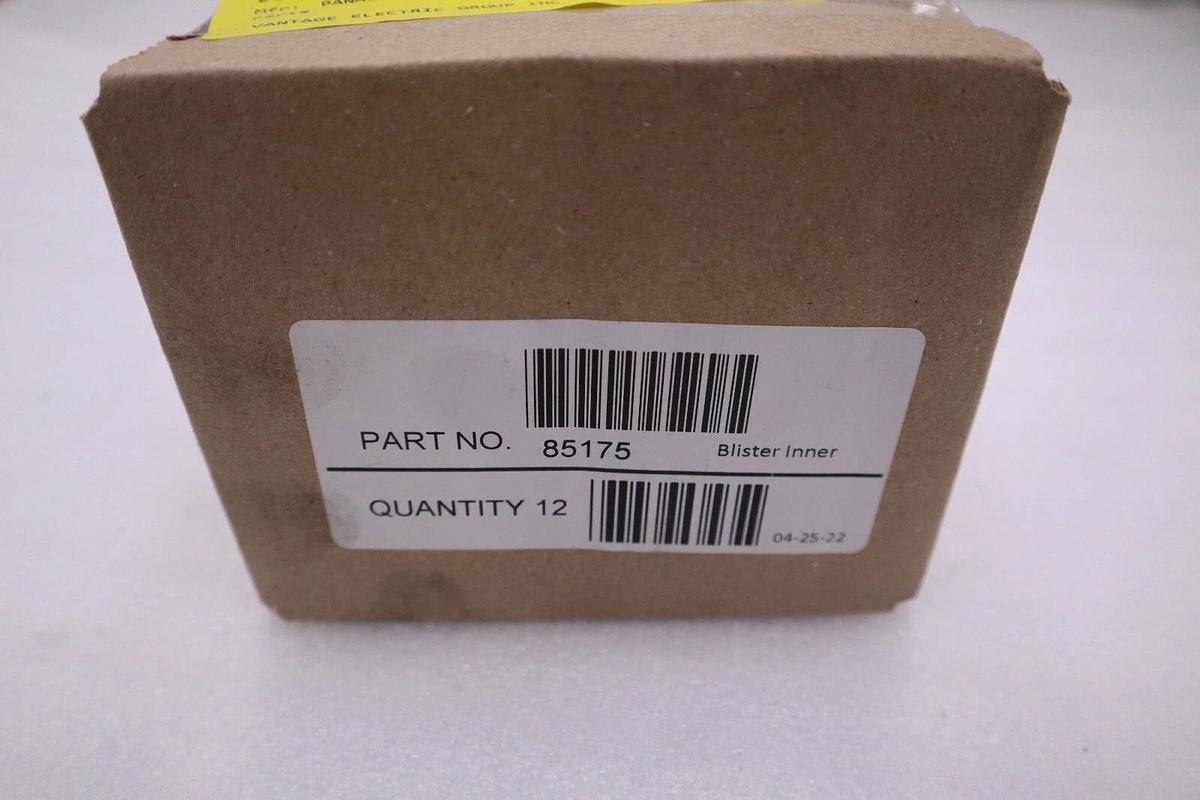 VANTAGE ELECTRIC GROUP INC
PART NO. 85175 Blister Inner
QUANTITY 12
04-25-22